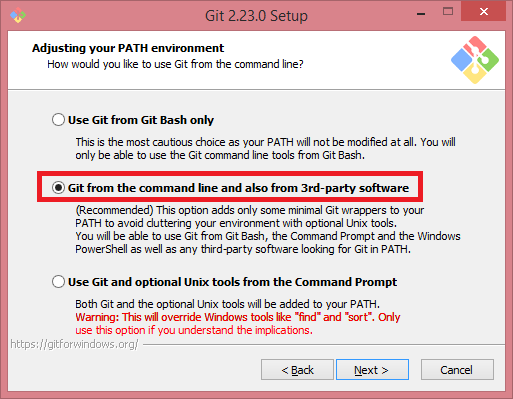 Git 2.23.0 Setup
Adjusting your PATH environment
How would you like to use Git from the command line?
Use Git from Git Bash only
This is the most cautious choice as your PATH will not be modified at all. You will
only be able to use the Git command line tools from Git Bash.
Git from the command line and also from 3rd-party software
(Recommended) This option adds only some minimal Git wrappers to your
PATH to avoid cluttering your environment with optional Unix tools.
You will be able to use Git from Git Bash, the Command Prompt and the Windows
PowerShell as well as any third-party software looking for Git in PATH.
Use Git and optional Unix tools from the Command Prompt
Both Git and the optional Unix tools will be added to your PATH.
Warning: This will override Windows tools like "find" and "sort". Only
use this option if you understand the implications.
https://gitforwindows.org/
< Back
Next >
Cancel